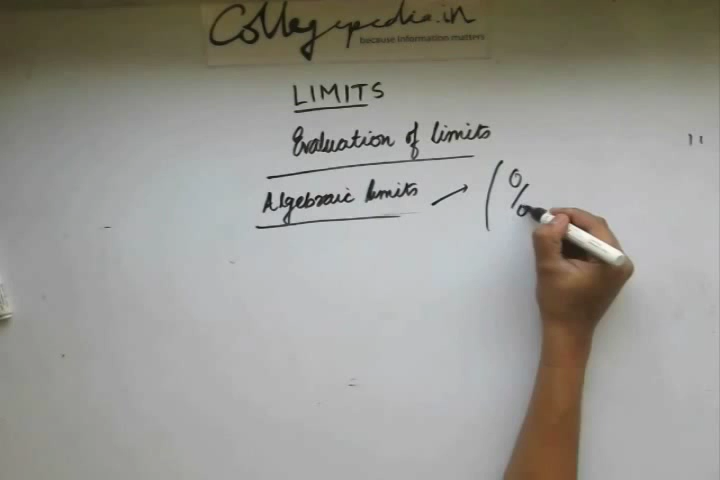 Collegepedia.in
because information matters
LIMITS
Evaluation of limits
Algebraic limits → ( 0/0